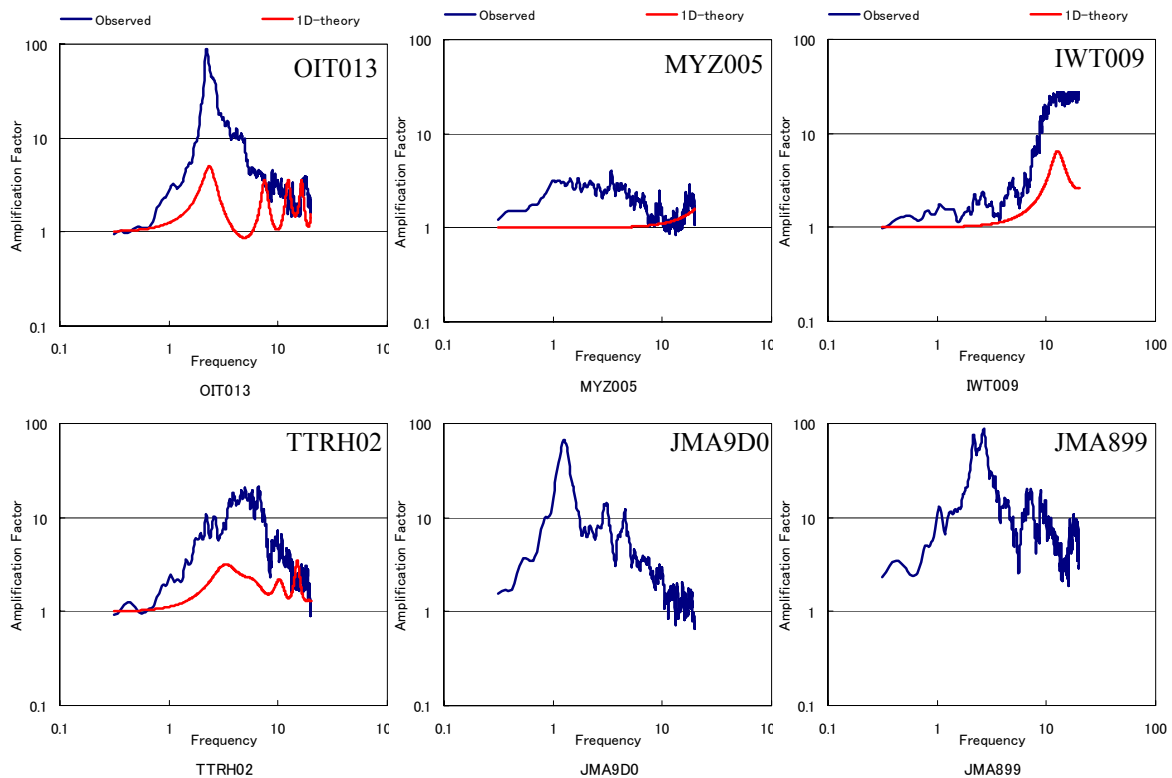 Observed 1D-theory Observed 1D-theory Observed 1D-theory
OIT013
Amplification Factor
100
10
1
0.1
0.1 1 10 10
Frequency
OIT013
MYZ005
Amplification Factor
100
10
1
0.1
0.1 1 10 10
Frequency
MYZ005
IWT009
Amplification Factor
100
10
1
0.1
0.1 1 10 100
Frequency
IWT009
TTRH02
Amplification Factor
100
10
1
0.1
0.1 1 10 10
Frequency
TTRH02
JMA9D0
Amplification Factor
100
10
1
0.1
0.1 1 10 10
Frequency
JMA9D0
JMA899
Amplification Factor
100
10
1
0.1
0.1 1 10 100
Frequency
JMA899